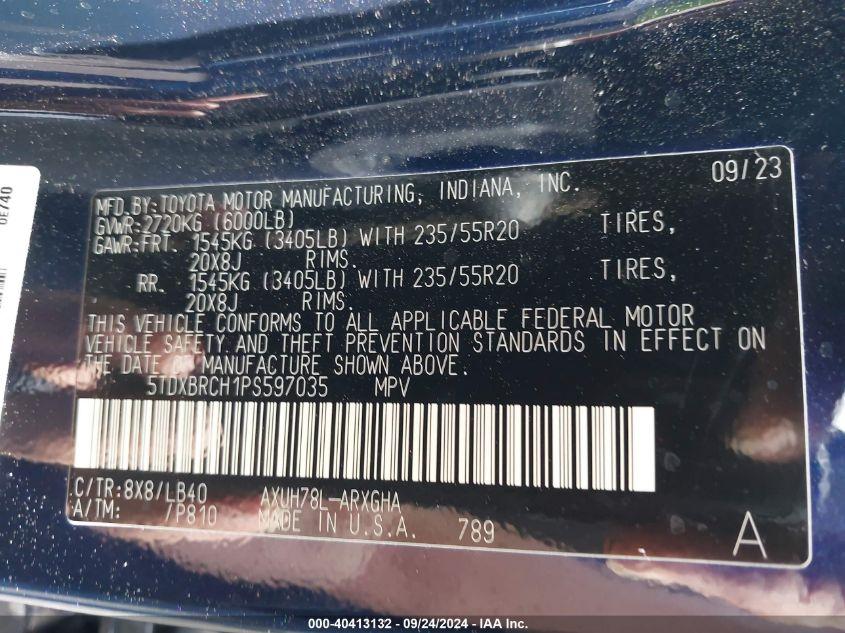 0E740
09/23
MFD.BY:TOYOTA MOTOR MANUFACTURING, INDIANA, INC.
GVWR:2720KG (6000LB)
GAWR:FRT. 1545KG (3405LB) WITH 235/55R20 TIRES,
20X8J RIMS.
RR. 1545KG (3405LB) WITH 235/55R20 TIRES,
20X8J RIMS.
THIS VEHICLE CONFORMS TO ALL APPLICABLE FEDERAL MOTOR
VEHICLE SAFETY AND THEFT PREVENTION STANDARDS IN EFFECT ON
THE DATE OF MANUFACTURE SHOWN ABOVE.
5TDXBRCH1PS597035 MPV
C/TR:8X8/LB40 AXUH78L-ARXGHA
A/TM: /P810 MADE IN U.S.A. 789 A
000-40413132 - 09/24/2024 - IAA Inc.